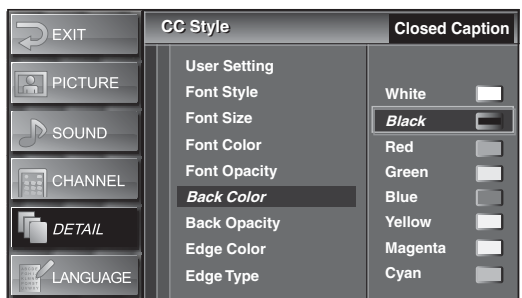 EXIT
PICTURE
SOUND
CHANNEL
DETAIL
LANGUAGE
CC Style
Closed Caption
User Setting
Font Style
Font Size
Font Color
Font Opacity
Back Color
Back Opacity
Edge Color
Edge Type
White
Black
Red
Green
Blue
Yellow
Magenta
Cyan